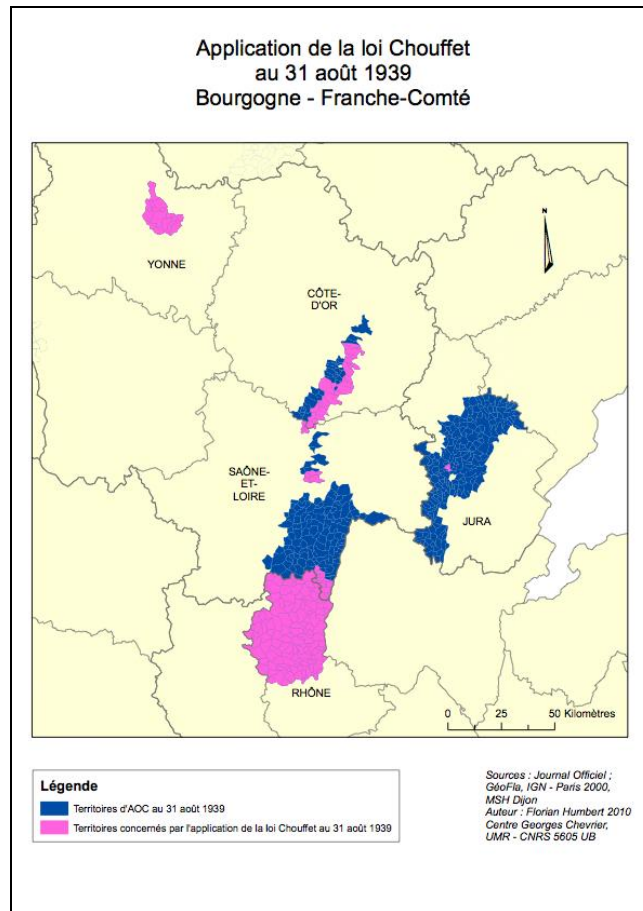 Application de la loi Chouffet
au 31 août 1939
Bourgogne - Franche-Comté
N
YONNE
CÔTE-
D'OR
SAÔNE-
ET-
LOIRE
JURA
RHÔNE
0 25 50 Kilomètres
Légende
Territoires d'AOC au 31 août 1939
Territoires concernés par l'application de la loi Chouffet au 31 août 1939
Sources : Journal Officiel ;
GéoFla, IGN - Paris 2000,
MSH Dijon
Auteur : Florian Humbert 2010
Centre Georges Chevrier,
UMR - CNRS 5605 UB